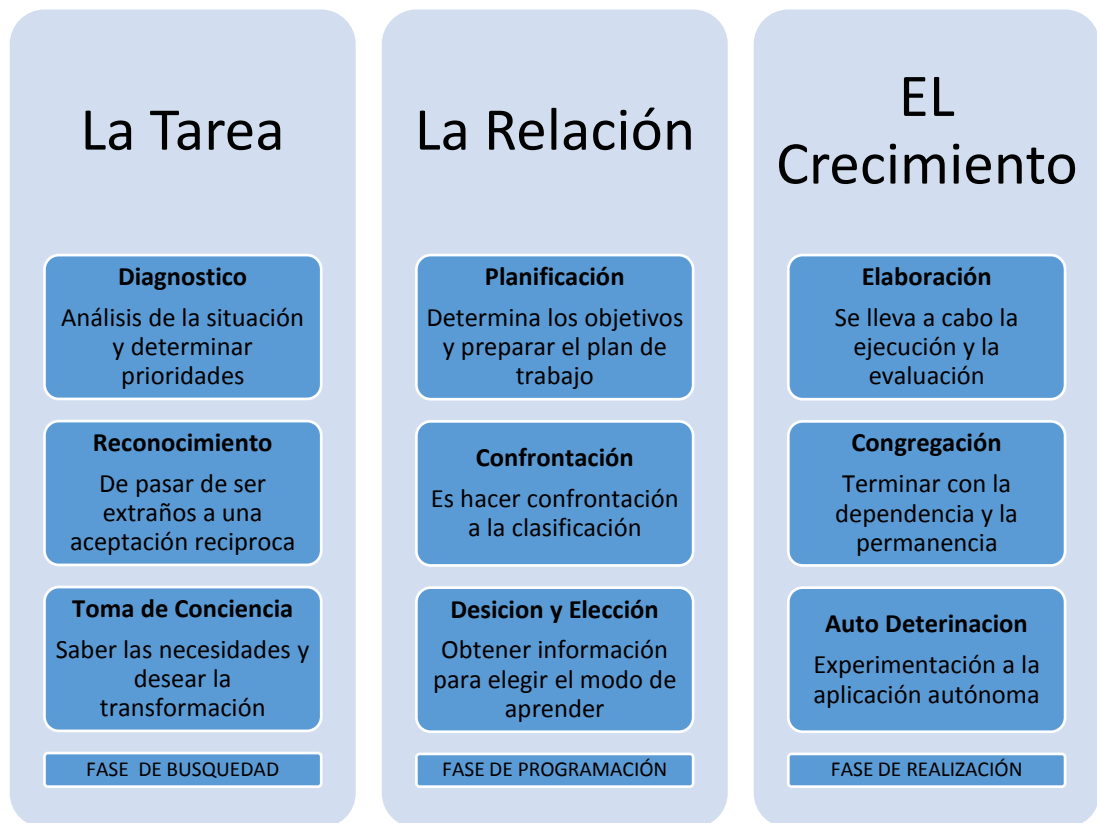 La Tarea
Diagnostico
Análisis de la situación
y determinar
prioridades
Reconocimiento
De pasar de ser
extraños a una
aceptación reciproca
Toma de Conciencia
Saber las necesidades y
desear la
transformación
FASE DE BUSQUEDAD
La Relación
Planificación
Determina los objetivos
y preparar el plan de
trabajo
Confrontación
Es hacer confrontación
a la clasificación
Desicion y Elección
Obtener información
para elegir el modo de
aprender
FASE DE PROGRAMACIÓN
EL
Crecimiento
Elaboración
Se lleva a cabo la
ejecución y la
evaluación
Congregación
Terminar con la
dependencia y la
permanencia
Auto Deterinacion
Experimentación a la
aplicación autónoma
FASE DE REALIZACIÓN